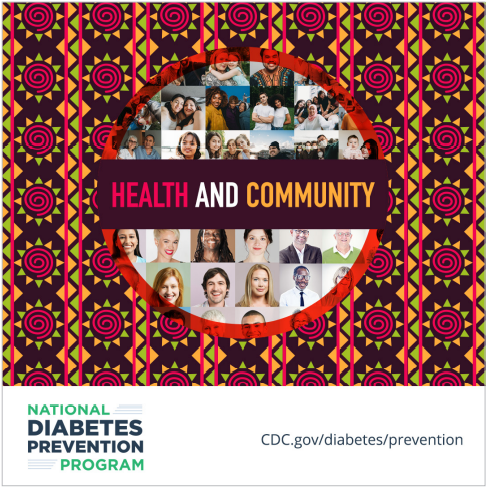 HEALTH AND COMMUNITY
NATIONAL
DIABETES
PREVENTION
PROGRAM
CDC.gov/diabetes/prevention